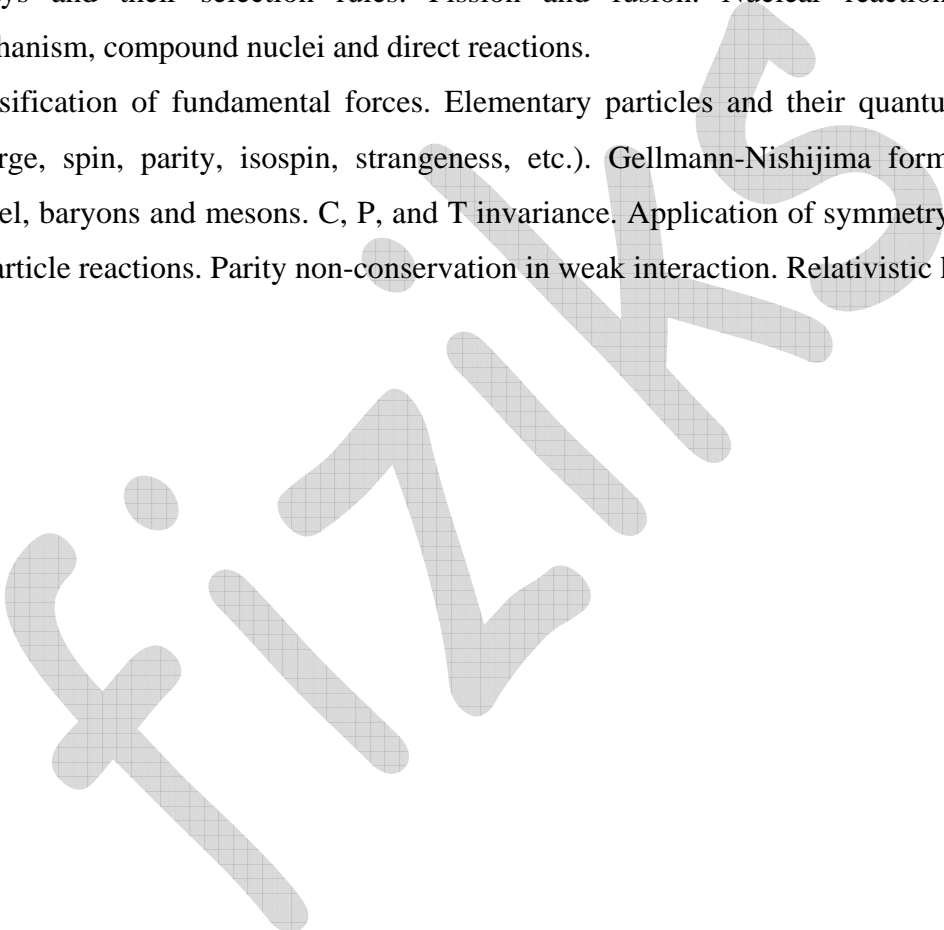 ys and their selection rules. Fission and fusion. Nuclear reaction
hanism, compound nuclei and direct reactions.
sification of fundamental forces. Elementary particles and their quantu
rge, spin, parity, isospin, strangeness, etc.). Gellmann-Nishijima form
el, baryons and mesons. C, P, and T invariance. Application of symmetry
article reactions. Parity non-conservation in weak interaction. Relativistic
fiziks